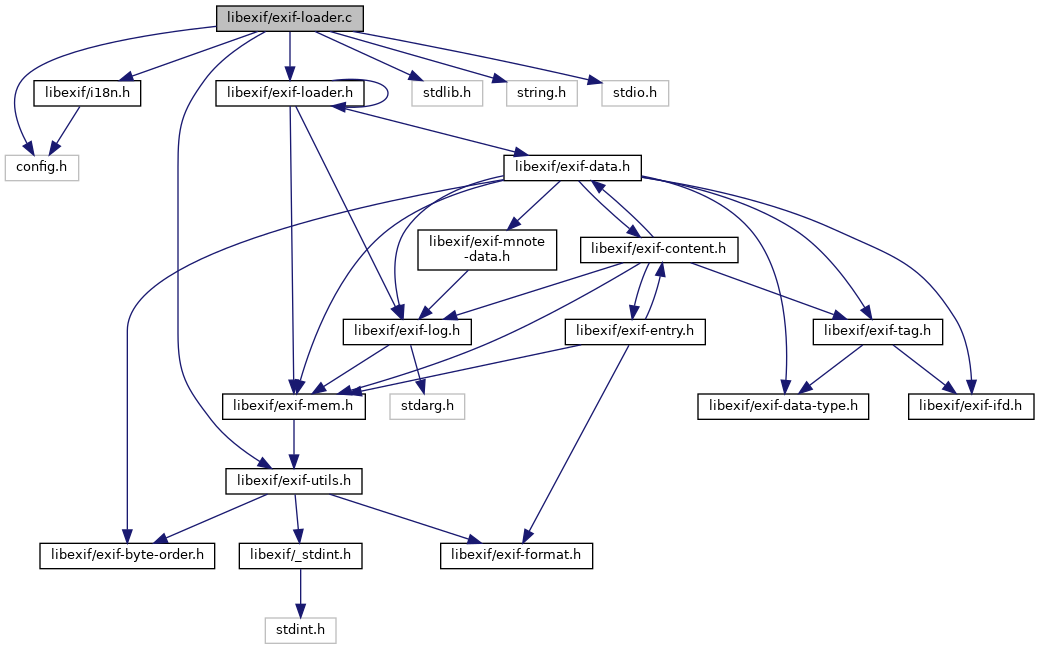 libexif/exif-loader.c
libexif/i18n.h
libexif/exif-loader.h
stdlib.h
string.h
stdio.h
config.h
libexif/exif-data.h
libexif/exif-mnote
-data.h
libexif/exif-content.h
libexif/exif-log.h
libexif/exif-entry.h
libexif/exif-tag.h
libexif/exif-mem.h
stdarg.h
libexif/exif-data-type.h
libexif/exif-ifd.h
libexif/exif-utils.h
libexif/exif-byte-order.h
libexif/_stdint.h
libexif/exif-format.h
stdint.h